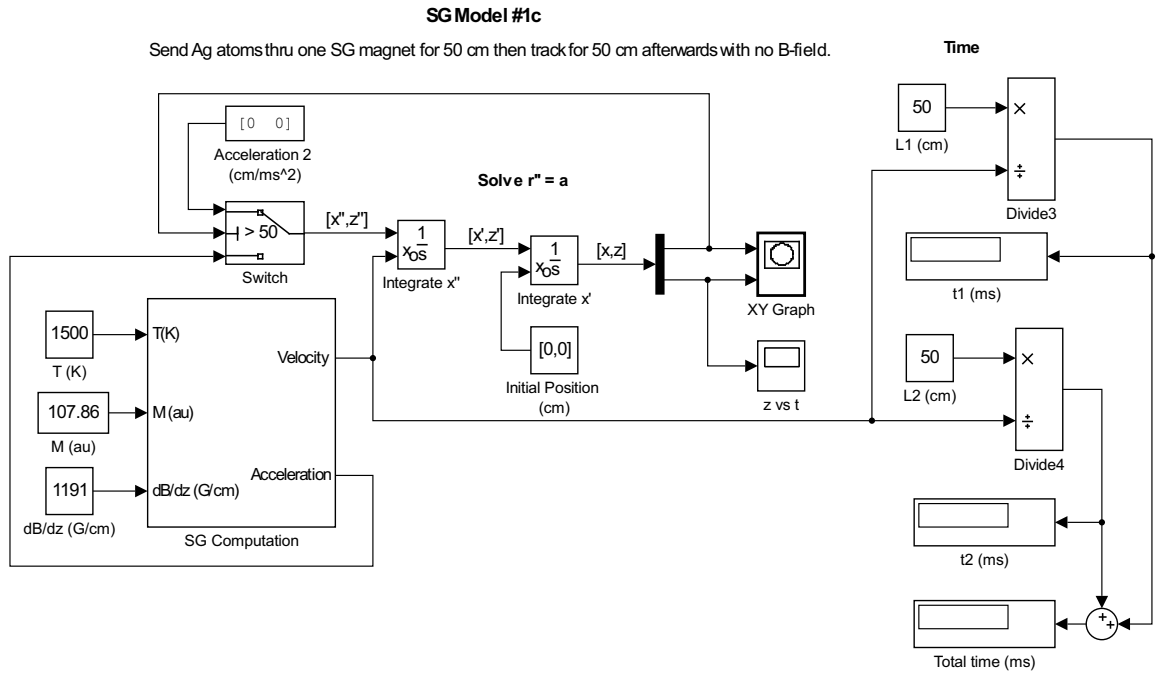 SG Model #1c
Send Ag atoms thru one SG magnet for 50 cm then track for 50 cm afterwards with no B-field.
Time
[0 0]
Acceleration 2
(cm/ms^2)
50
L1 (cm)
×
÷
Divide3
Solve r" = a
> 50
Switch
[x",z"]
1
xo s
Integrate x"
[x',z']
1
xo s
Integrate x'
[x,z]
XY Graph
t1 (ms)
1500
T (K)
T(K)
Velocity
[0,0]
Initial Position
(cm)
z vs t
50
L2 (cm)
×
÷
Divide4
107.86
M (au)
M (au)
Acceleration
1191
dB/dz (G/cm)
dB/dz (G/cm)
SG Computation
t2 (ms)
+
+
Total time (ms)